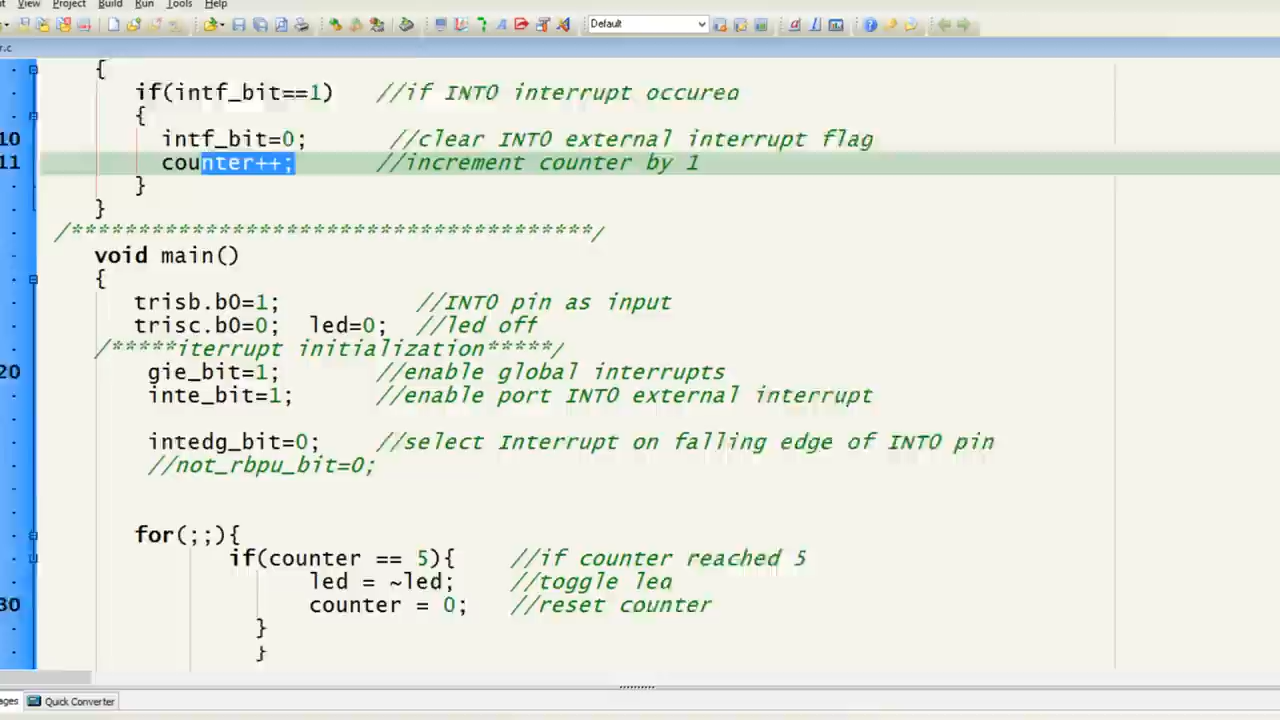 View Project Build Run Tools Help
Default
r.c
{
if(intf_bit==1) //if INT0 interrupt occured
{
10 intf_bit=0; //clear INT0 external interrupt flag
11 counter++; //increment counter by 1
}
}
/***************************************/
void main()
{
trisb.b0=1; //INT0 pin as input
trisc.b0=0; led=0; //led off
/*****iterrupt initialization*****/
20 gie_bit=1; //enable global interrupts
inte_bit=1; //enable port INT0 external interrupt
intedg_bit=0; //select Interrupt on falling edge of INT0 pin
//not_rbpu_bit=0;
for(;;){
if(counter == 5){ //if counter reached 5
led = ~led; //toggle led
30 counter = 0; //reset counter
}
}
ages Quick Converter